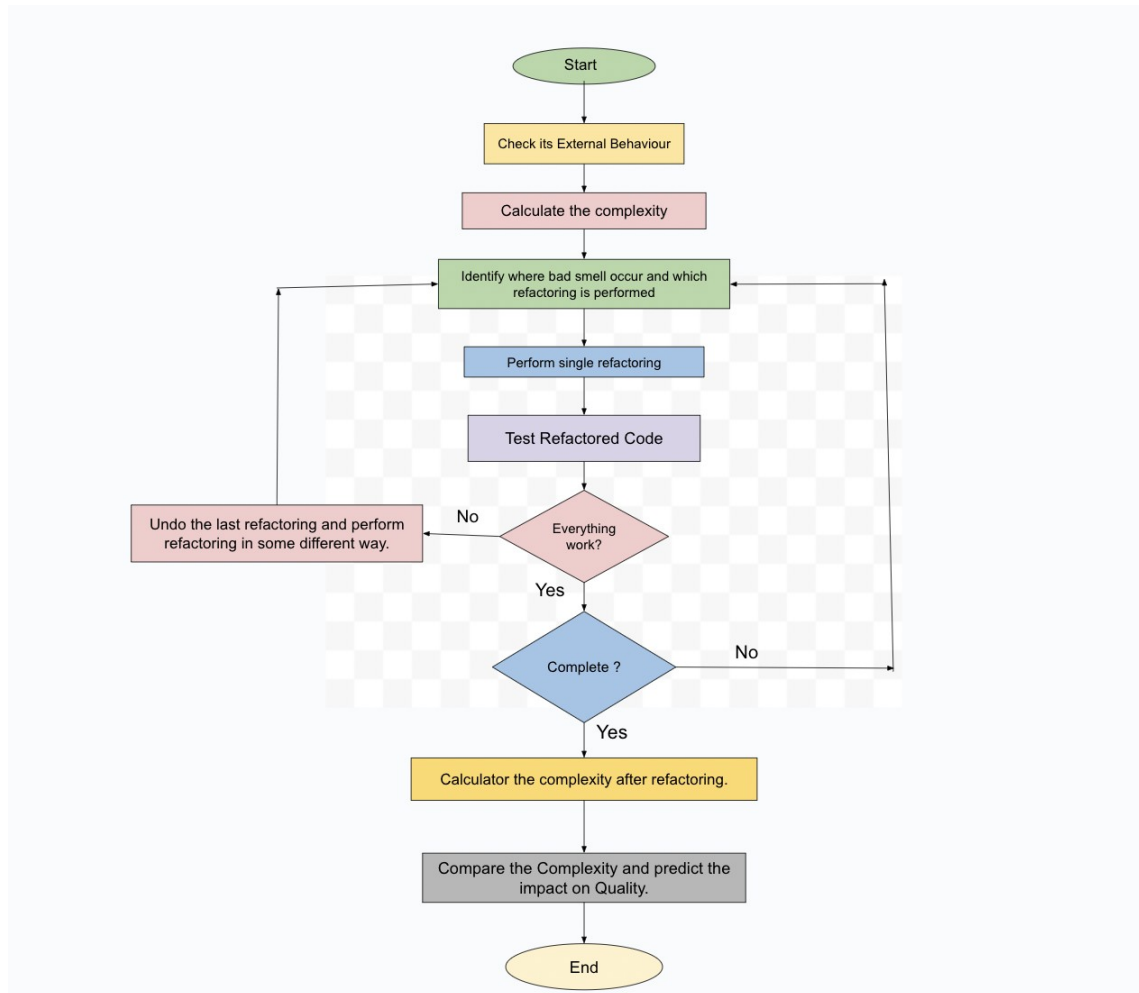 Start
Check its External Behaviour
Calculate the complexity
Identify where bad smell occur and which
refactoring is performed
Perform single refactoring
Test Refactored Code
Everything
work?
No
Undo the last refactoring and perform
refactoring in some different way.
Yes
Complete ?
No
Yes
Calculator the complexity after refactoring.
Compare the Complexity and predict the
impact on Quality.
End